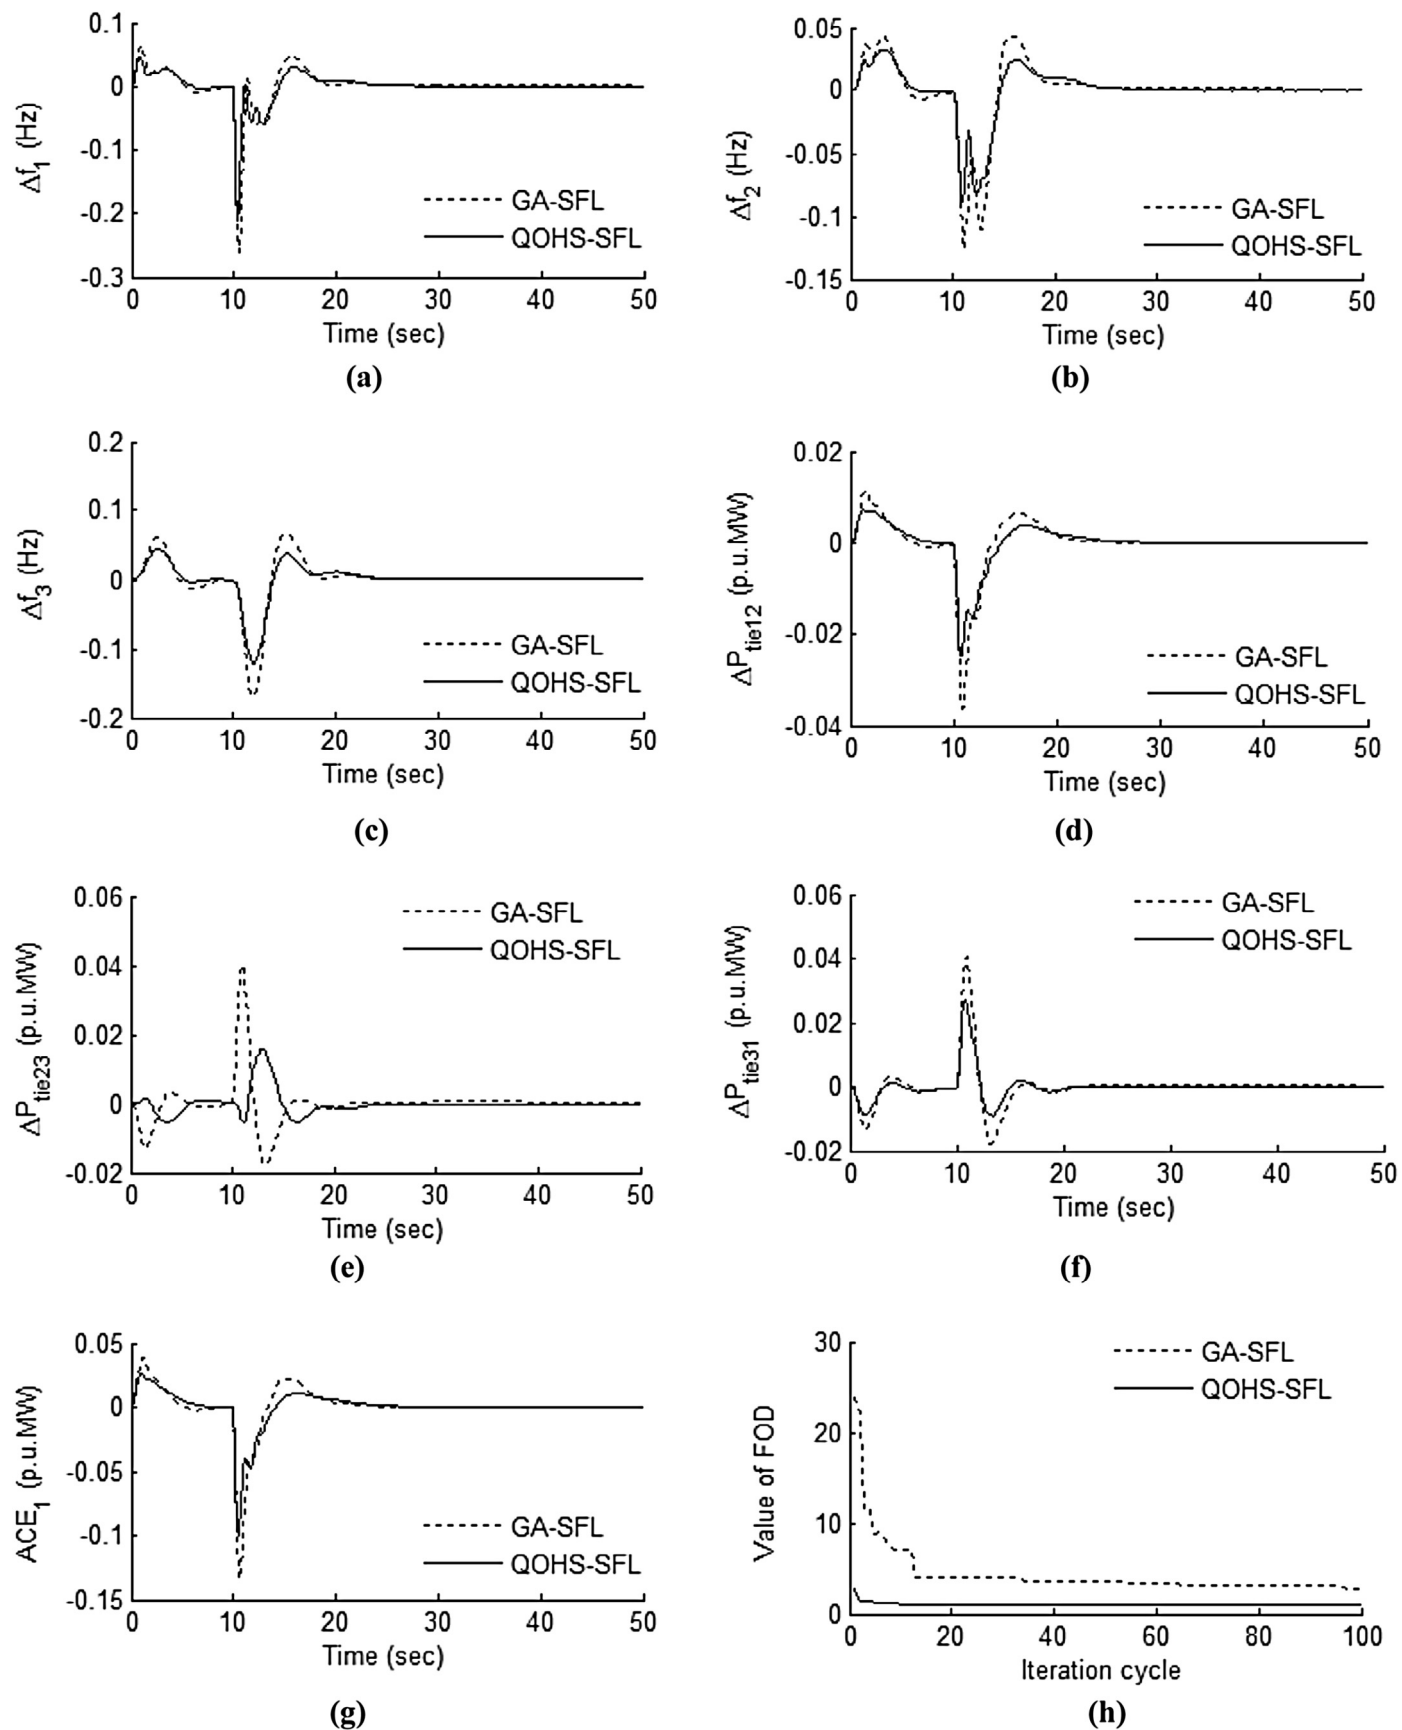 0.1
0
-0.1
-0.2
-0.3
Δf1 (Hz)
GA-SFL
QOHS-SFL
0 10 20 30 40 50
Time (sec)
(a)
0.05
0
-0.05
-0.1
-0.15
Δf2 (Hz)
GA-SFL
QOHS-SFL
0 10 20 30 40 50
Time (sec)
(b)
0.2
0.1
0
-0.1
-0.2
Δf3 (Hz)
GA-SFL
QOHS-SFL
0 10 20 30 40 50
Time (sec)
(c)
0.02
0
-0.02
-0.04
ΔPtie12 (p.u.MW)
GA-SFL
QOHS-SFL
0 10 20 30 40 50
Time (sec)
(d)
0.06
0.04
0.02
0
-0.02
ΔPtie23 (p.u.MW)
GA-SFL
QOHS-SFL
0 10 20 30 40 50
Time (sec)
(e)
0.06
0.04
0.02
0
-0.02
ΔPtie31 (p.u.MW)
GA-SFL
QOHS-SFL
0 10 20 30 40 50
Time (sec)
(f)
0.05
0
-0.05
-0.1
-0.15
ACE1 (p.u.MW)
GA-SFL
QOHS-SFL
0 10 20 30 40 50
Time (sec)
(g)
30
20
10
0
Value of FOD
GA-SFL
QOHS-SFL
0 20 40 60 80 100
Iteration cycle
(h)